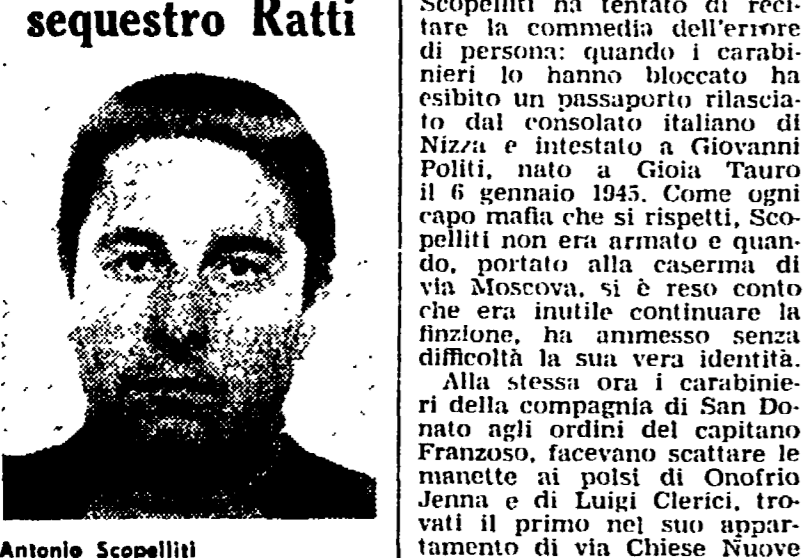 sequestro Ratti
Antonio Scopelliti
Scopelliti ha tentato di reci-
tare la commedia dell'errore
di persona: quando i carabi-
nieri lo hanno bloccato ha
esibito un passaporto rilascia-
to dal consolato italiano di
Nizza e intestato a Giovanni
Politi, nato a Gioia Tauro
il 6 gennaio 1945. Come ogni
capo mafia che si rispetti, Sco-
pelliti non era armato e quan-
do, portato alla caserma di
via Moscova, si è reso conto
che era inutile continuare la
finzione, ha ammesso senza
difficoltà la sua vera identità.
Alla stessa ora i carabinie-
ri della compagnia di San Do-
nato agli ordini del capitano
Franzoso, facevano scattare le
manette ai polsi di Onofrio
Jenna e di Luigi Clerici, tro-
vati il primo nel suo appar-
tamento di via Chiese Nuove